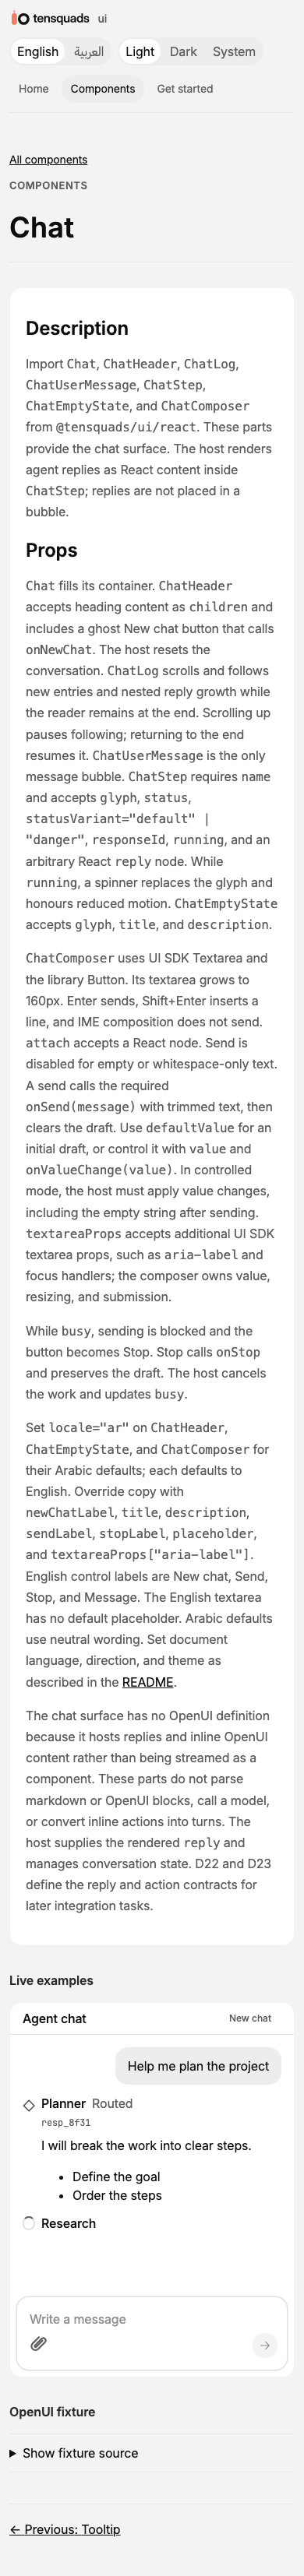 tensquads ui
English العربية Light Dark System
Home Components Get started
All components
COMPONENTS
Chat
Description
Import Chat, ChatHeader, ChatLog,
ChatUserMessage, ChatStep,
ChatEmptyState, and ChatComposer
from @tensquads/ui/react. These parts
provide the chat surface. The host renders
agent replies as React content inside
ChatStep; replies are not placed in a
bubble.
Props
Chat fills its container. ChatHeader
accepts heading content as children and
includes a ghost New chat button that calls
onNewChat. The host resets the
conversation. ChatLog scrolls and follows
new entries and nested reply growth while
the reader remains at the end. Scrolling up
pauses following; returning to the end
resumes it. ChatUserMessage is the only
message bubble. ChatStep requires name
and accepts glyph, status,
statusVariant="default" |
"danger", responseId, running, and an
arbitrary React reply node. While
running, a spinner replaces the glyph and
honours reduced motion. ChatEmptyState
accepts glyph, title, and description.
ChatComposer uses UI SDK Textarea and
the library Button. Its textarea grows to
160px. Enter sends, Shift+Enter inserts a
line, and IME composition does not send.
attach accepts a React node. Send is
disabled for empty or whitespace-only text.
A send calls the required
onSend(message) with trimmed text, then
clears the draft. Use defaultValue for an
initial draft, or control it with value and
onValueChange(value). In controlled
mode, the host must apply value changes,
including the empty string after sending.
textareaProps accepts additional UI SDK
textarea props, such as aria-label and
focus handlers; the composer owns value,
resizing, and submission.
While busy, sending is blocked and the
button becomes Stop. Stop calls onStop
and preserves the draft. The host cancels
the work and updates busy.
Set locale="ar" on ChatHeader,
ChatEmptyState, and ChatComposer for
their Arabic defaults; each defaults to
English. Override copy with
newChatLabel, title, description,
sendLabel, stopLabel, placeholder,
and textareaProps["aria-label"].
English control labels are New chat, Send,
Stop, and Message. The English textarea
has no default placeholder. Arabic defaults
use neutral wording. Set document
language, direction, and theme as
described in the README.
The chat surface has no OpenUI definition
because it hosts replies and inline OpenUI
content rather than being streamed as a
component. These parts do not parse
markdown or OpenUI blocks, call a model,
or convert inline actions into turns. The
host supplies the rendered reply and
manages conversation state. D22 and D23
define the reply and action contracts for
later integration tasks.
Live examples
Agent chat New chat
Help me plan the project
Planner Routed
resp_8f31
I will break the work into clear steps.
• Define the goal
• Order the steps
Research
Write a message
OpenUI fixture
Show fixture source
← Previous: Tooltip